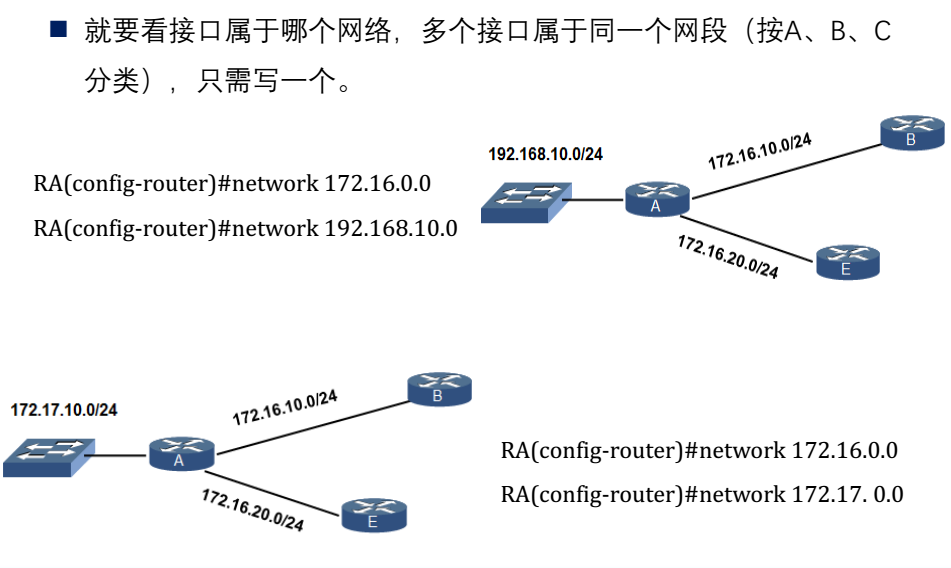 就要看接口属于哪个网络，多个接口属于同一个网段（按A、B、C
分类），只需写一个。
192.168.10.0/24
172.16.10.0/24
B
RA(config-router)#network 172.16.0.0
RA(config-router)#network 192.168.10.0
A
172.16.20.0/24
E
172.17.10.0/24
172.16.10.0/24
B
A
172.16.20.0/24
E
RA(config-router)#network 172.16.0.0
RA(config-router)#network 172.17. 0.0